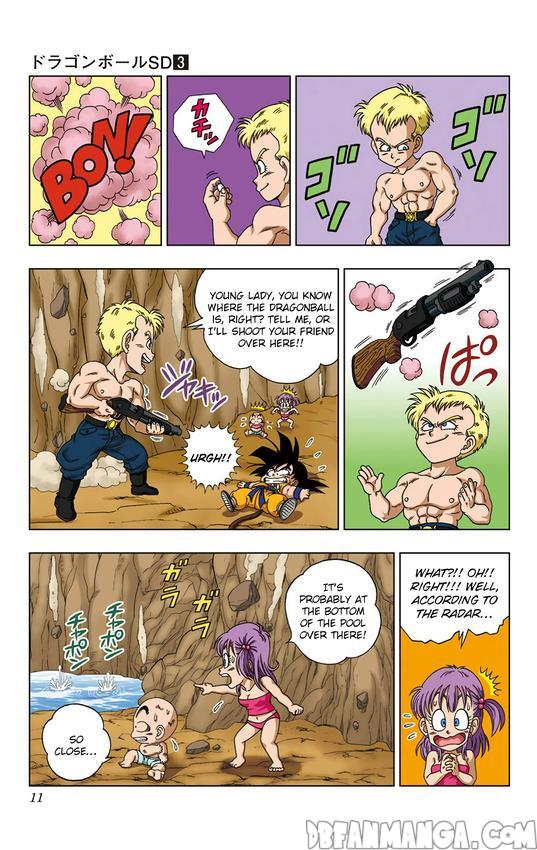 ドラゴンボールSD3
ゴソ
ゴソ
カチッ
BON!
ぱっ
YOUNG LADY, YOU KNOW
WHERE THE DRAGONBALL
IS, RIGHT? TELL ME, OR
I'LL SHOOT YOUR FRIEND
OVER HERE!!
ジャキッ
URGH!!
WHAT?!! OH!!
RIGHT!!! WELL,
ACCORDING TO
THE RADAR...
IT'S
PROBABLY
AT THE BOTTOM
OF THE POOL
OVER THERE!
ガラ
ガラ
チャポン
チャポン
SO
CLOSE...
11
DBFANMANGA.COM